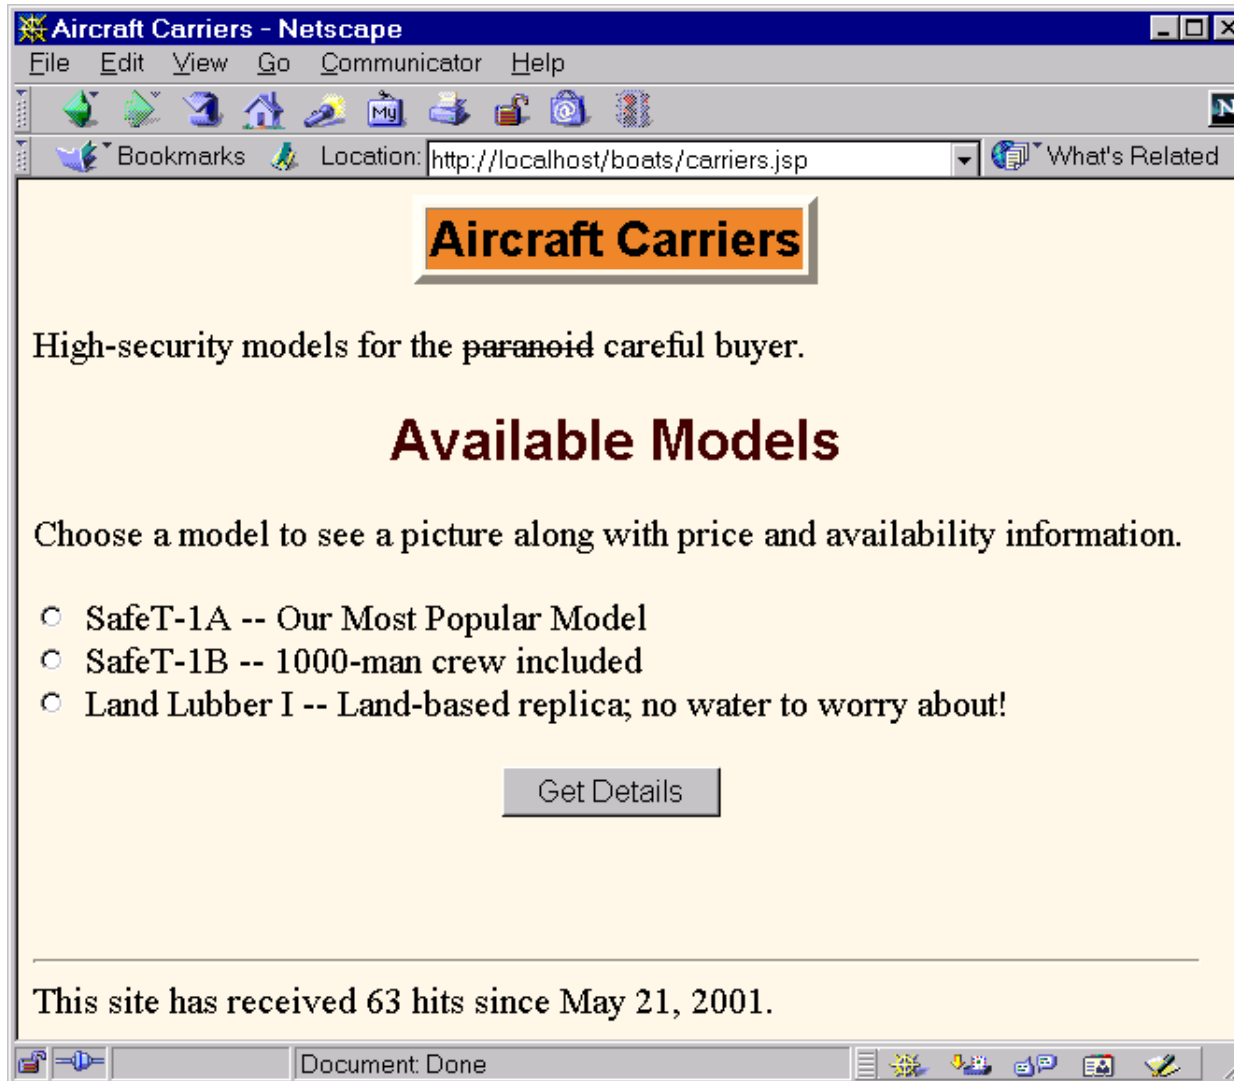 Aircraft Carriers - Netscape
File Edit View Go Communicator Help
My
N
Bookmarks Location: http://localhost/boats/carriers.jsp What's Related
Aircraft Carriers
High-security models for the paranoid careful buyer.
Available Models
Choose a model to see a picture along with price and availability information.
SafeT-1A -- Our Most Popular Model
SafeT-1B -- 1000-man crew included
Land Lubber I -- Land-based replica; no water to worry about!
Get Details
This site has received 63 hits since May 21, 2001.
Document: Done